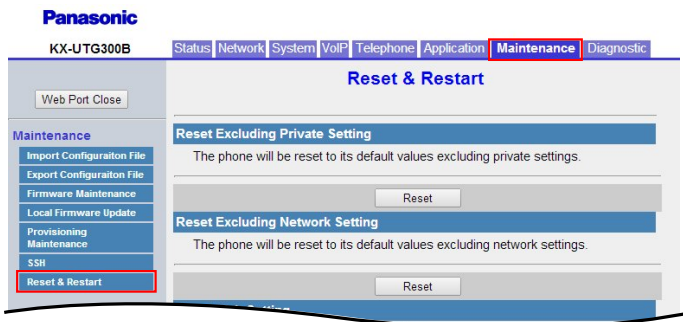 Panasonic
KX-UTG300B
Status Network System VoIP Telephone Application Maintenance Diagnostic
Web Port Close
Reset & Restart
Maintenance
Import Configuraiton File
Export Configuraiton File
Firmware Maintenance
Local Firmware Update
Provisioning
Maintenance
SSH
Reset & Restart
Reset Excluding Private Setting
The phone will be reset to its default values excluding private settings.
Reset
Reset Excluding Network Setting
The phone will be reset to its default values excluding network settings.
Reset